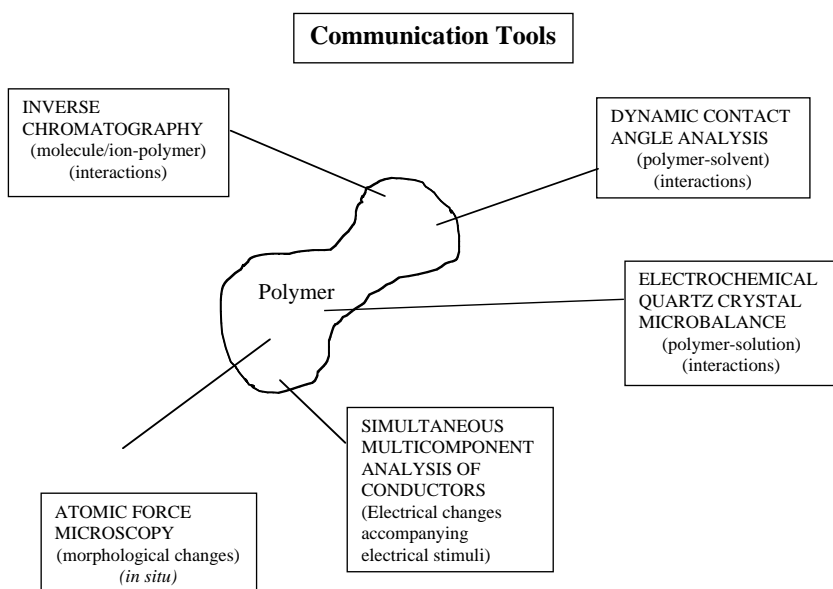 Communication Tools
INVERSE
CHROMATOGRAPHY
(molecule/ion-polymer)
(interactions)
DYNAMIC CONTACT
ANGLE ANALYSIS
(polymer-solvent)
(interactions)
Polymer
ELECTROCHEMICAL
QUARTZ CRYSTAL
MICROBALANCE
(polymer-solution)
(interactions)
SIMULTANEOUS
MULTICOMPONENT
ANALYSIS OF
CONDUCTORS
(Electrical changes
accompanying
electrical stimuli)
ATOMIC FORCE
MICROSCOPY
(morphological changes)
(in situ)